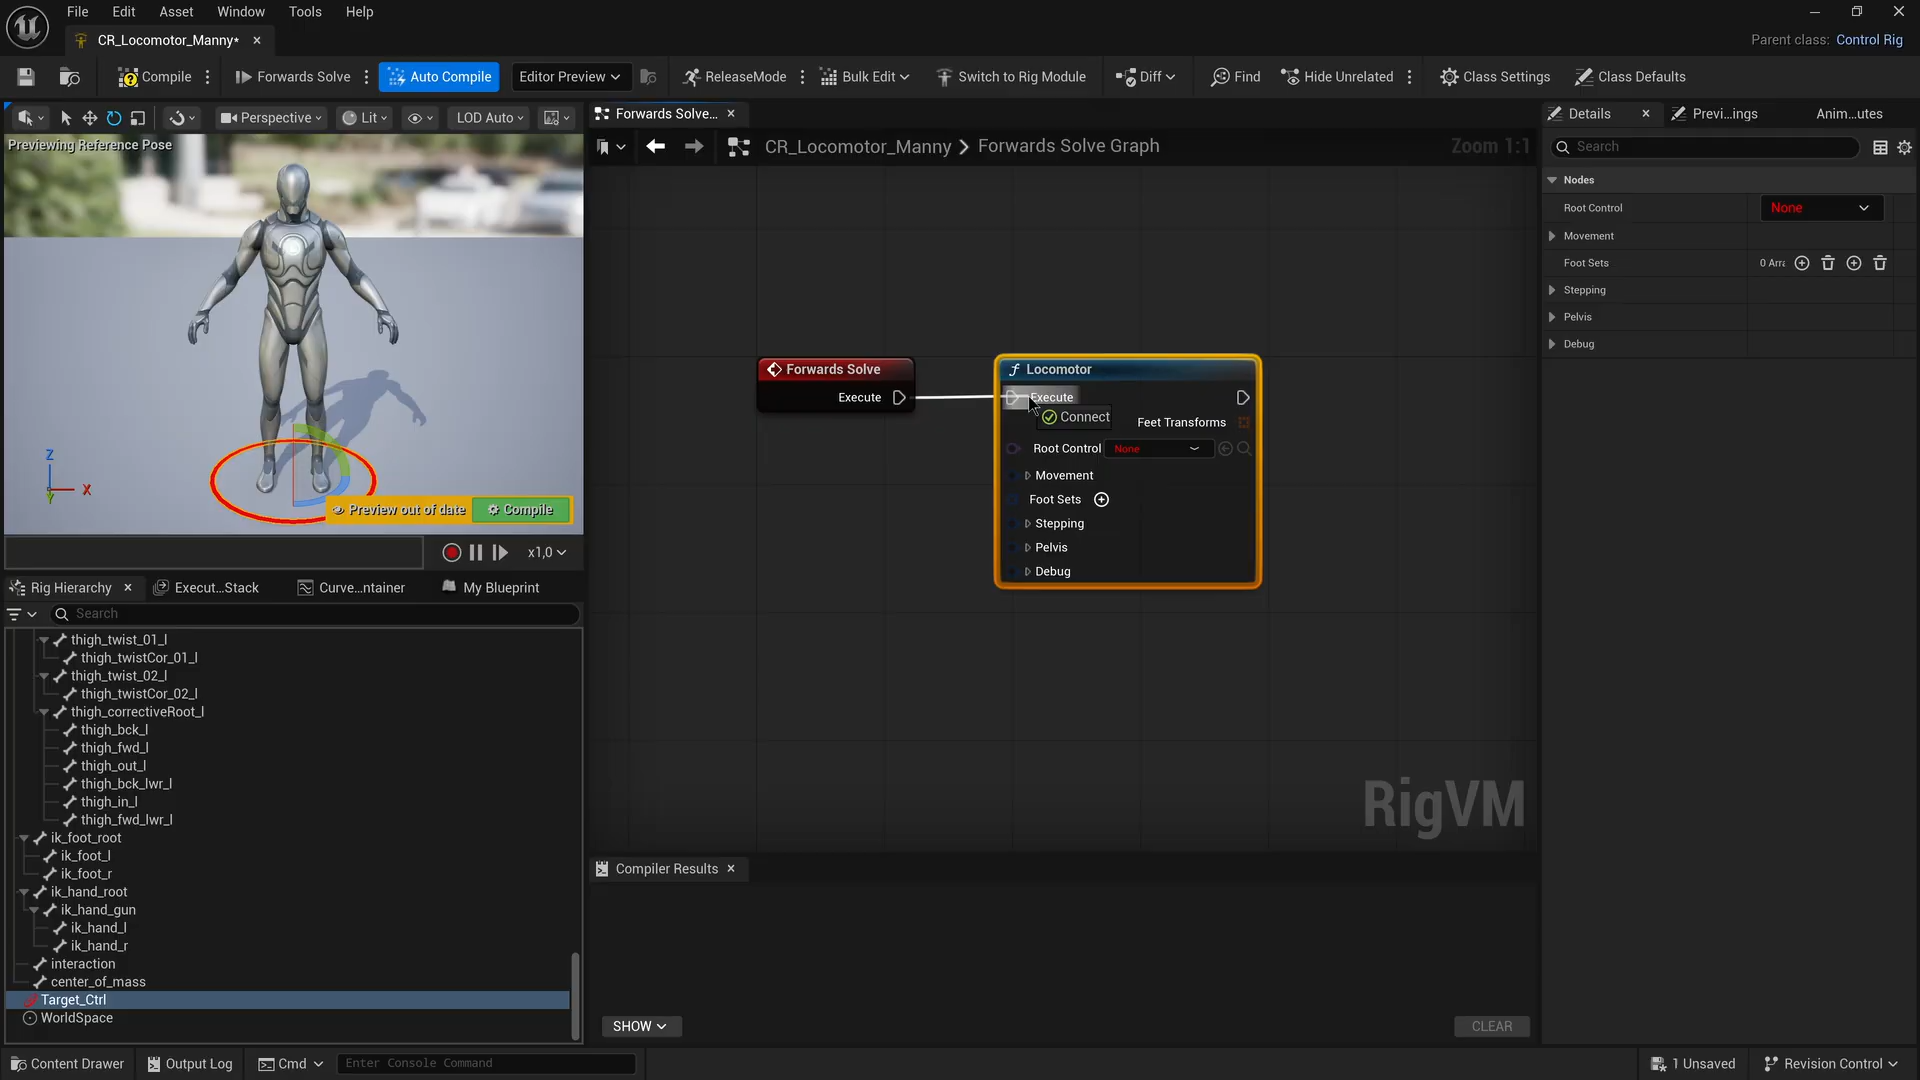 File Edit Asset Window Tools Help
CR_Locomotor_Manny*
Parent class: Control Rig
Compile Forwards Solve Auto Compile Editor Preview ReleaseMode Bulk Edit Switch to Rig Module Diff Find Hide Unrelated Class Settings Class Defaults
Perspective Lit LOD Auto
Previewing Reference Pose
Z
X
Y
Preview out of date Compile
x1,0
Rig Hierarchy Execut...Stack Curve...ntainer My Blueprint
Search
thigh_twist_01_l
thigh_twistCor_01_l
thigh_twist_02_l
thigh_twistCor_02_l
thigh_correctiveRoot_l
thigh_bck_l
thigh_fwd_l
thigh_out_l
thigh_bck_lwr_l
thigh_in_l
thigh_fwd_lwr_l
ik_foot_root
ik_foot_l
ik_foot_r
ik_hand_root
ik_hand_gun
ik_hand_l
ik_hand_r
interaction
center_of_mass
Target_Ctrl
WorldSpace
Forwards Solve...
CR_Locomotor_Manny > Forwards Solve Graph
Zoom 1:1
Forwards Solve
Execute
Locomotor
Execute
Connect
Feet Transforms
Root Control None
Movement
Foot Sets
Stepping
Pelvis
Debug
RigVM
Compiler Results
SHOW
CLEAR
Details Previ...ings Anim...utes
Search
Nodes
Root Control None
Movement
Foot Sets 0 Arra
Stepping
Pelvis
Debug
Content Drawer Output Log Cmd Enter Console Command
1 Unsaved Revision Control